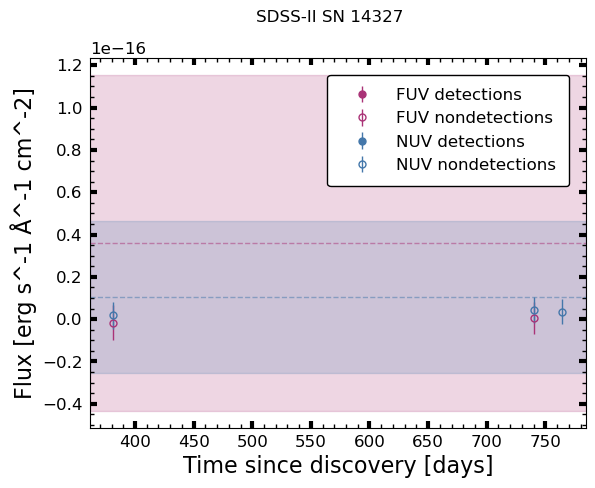 SDSS-II SN 14327
1e−16
1.2
1.0
0.8
0.6
0.4
0.2
0.0
−0.2
−0.4
Flux [erg s^-1 Å^-1 cm^-2]
FUV detections
FUV nondetections
NUV detections
NUV nondetections
400 450 500 550 600 650 700 750
Time since discovery [days]